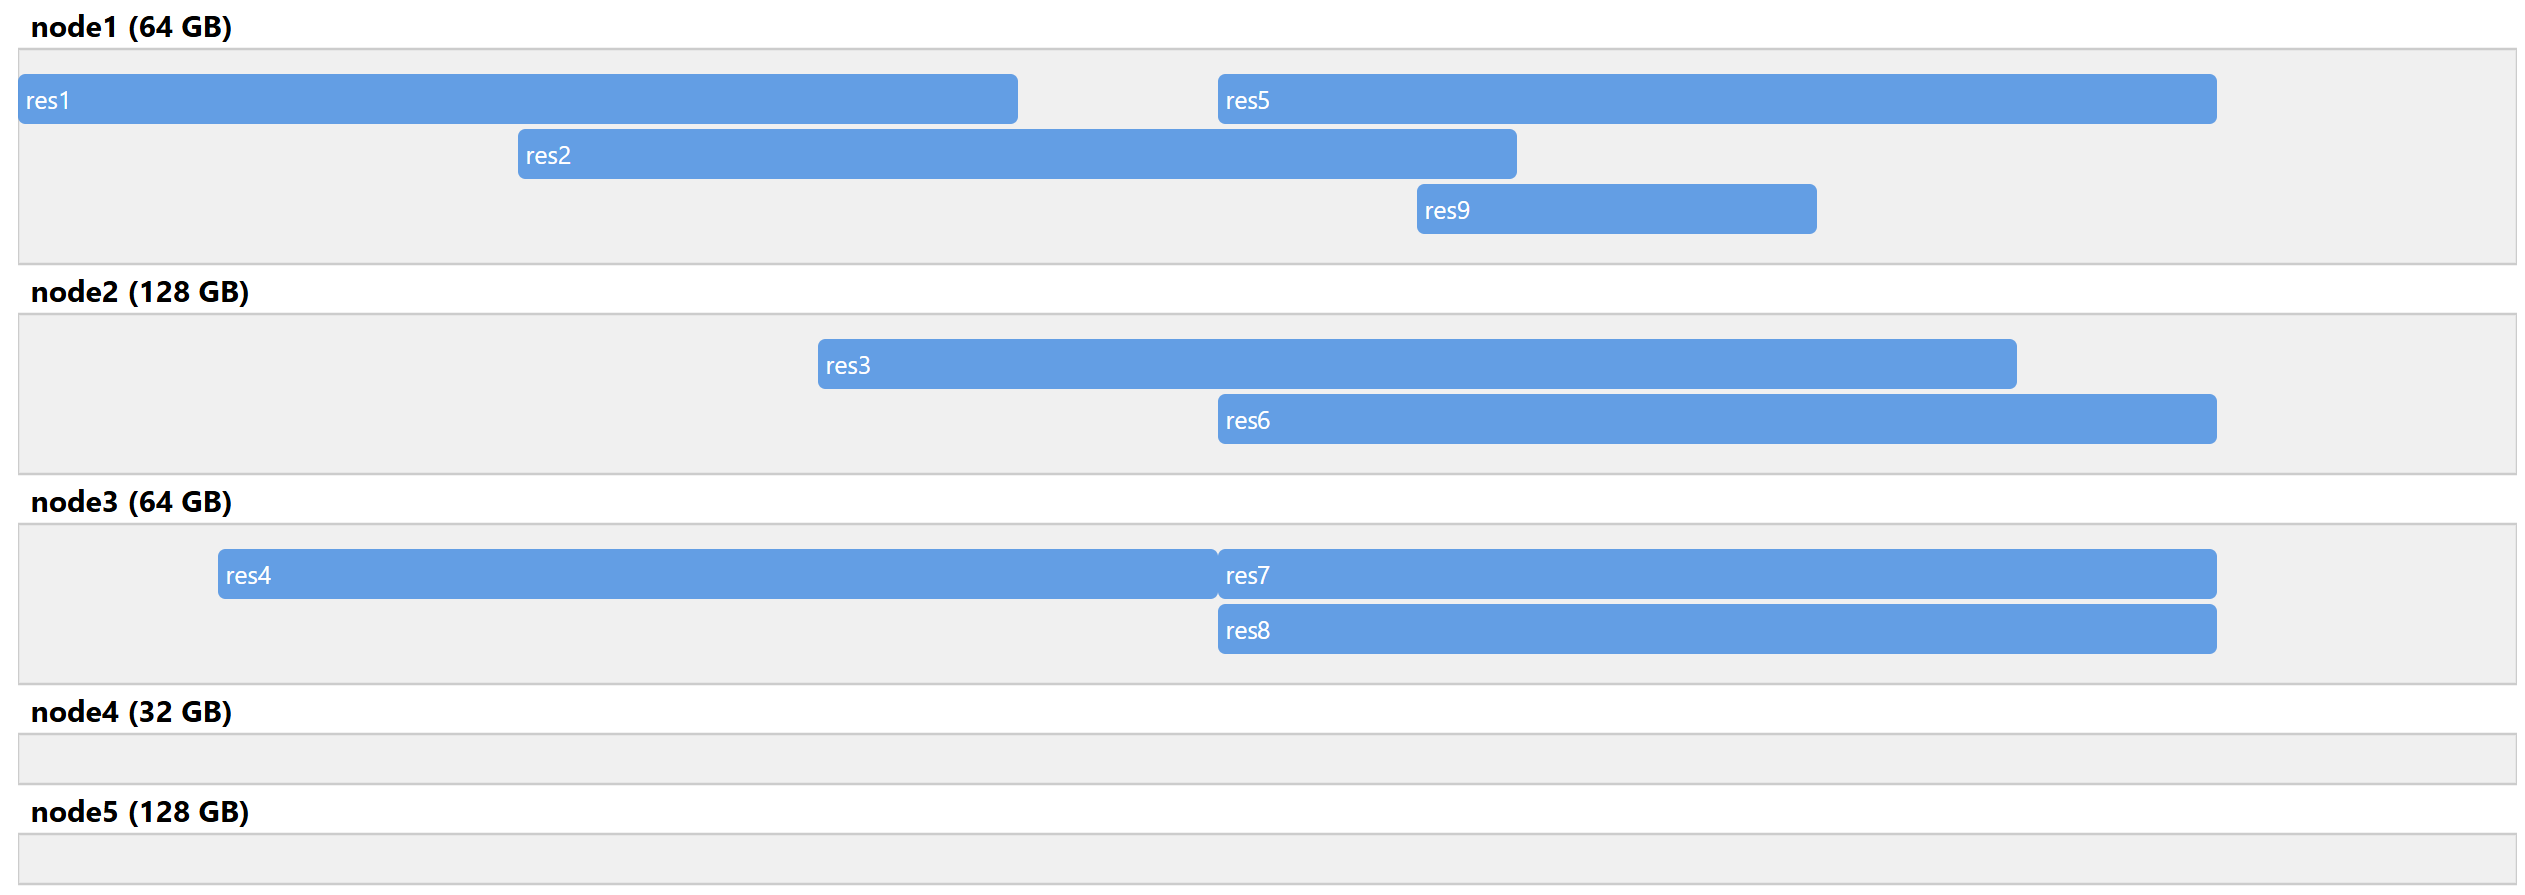 node1 (64 GB)
res1
res5
res2
res9
node2 (128 GB)
res3
res6
node3 (64 GB)
res4
res7
res8
node4 (32 GB)
node5 (128 GB)